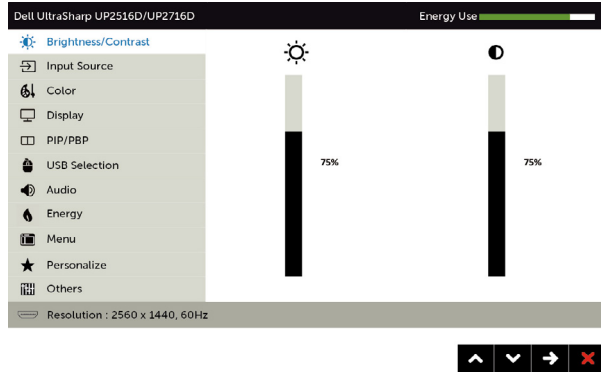 Dell UltraSharp UP2516D/UP2716D Energy Use
Brightness/Contrast
Input Source
Color
Display
PIP/PBP
USB Selection
Audio
Energy
Menu
Personalize
Others
75% 75%
Resolution : 2560 x 1440, 60Hz